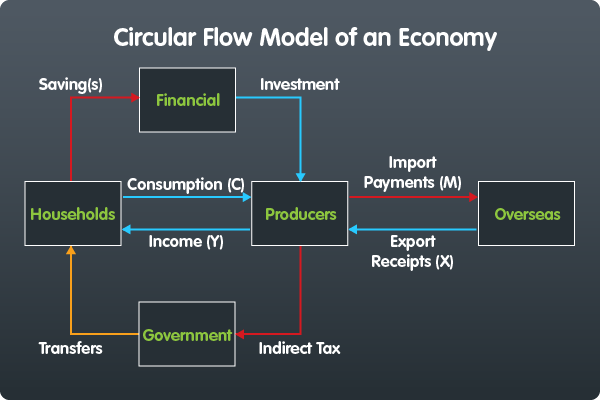 Circular Flow Model of an Economy
Saving(s)
Financial
Investment
Import
Payments (M)
Consumption (C)
Households
Producers
Overseas
Income (Y)
Export
Receipts (X)
Government
Transfers
Indirect Tax